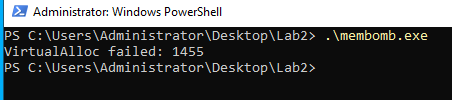 Administrator: Windows PowerShell
PS C:\Users\Administrator\Desktop\Lab2> .\membomb.exe
VirtualAlloc failed: 1455
PS C:\Users\Administrator\Desktop\Lab2>